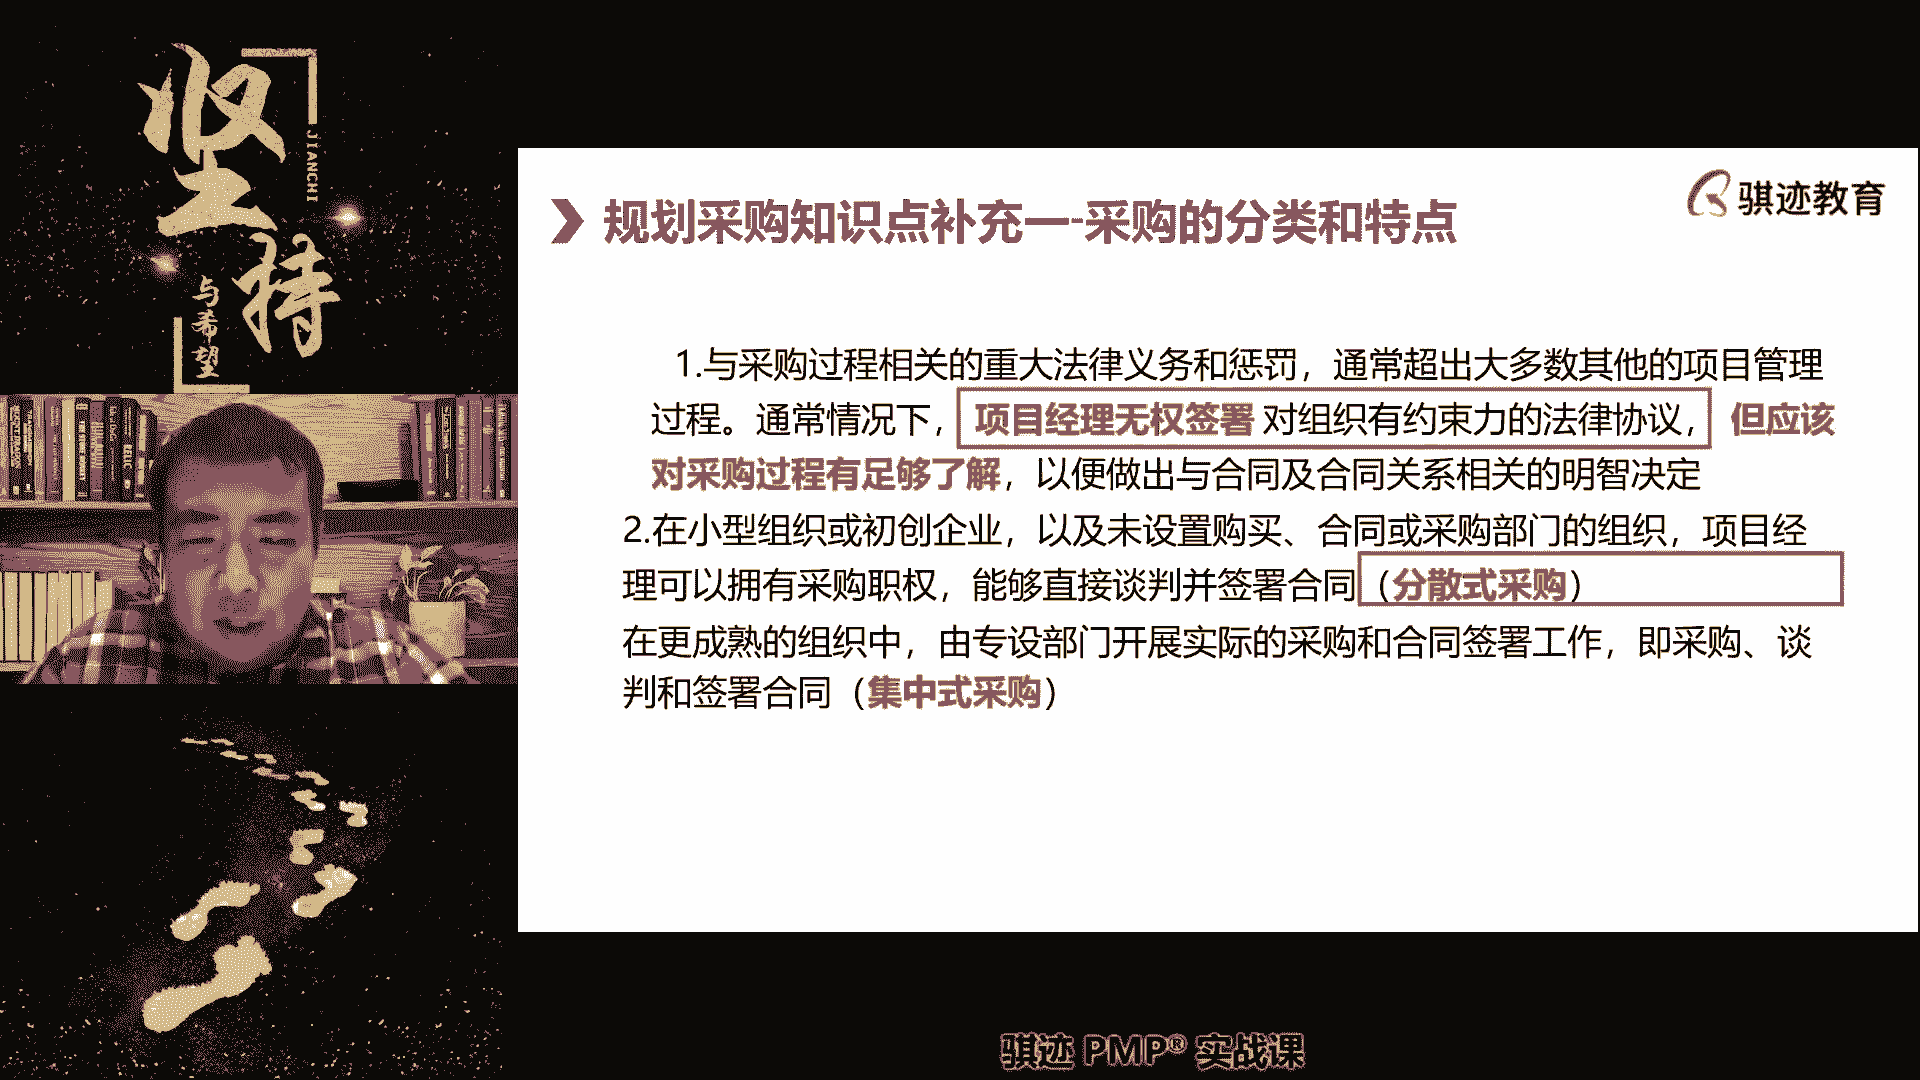 坚持
JIANCHI
与希望
骐迹教育
规划采购知识点补充一-采购的分类和特点
1.与采购过程相关的重大法律义务和惩罚，通常超出大多数其他的项目管理
过程。通常情况下，项目经理无权签署 对组织有约束力的法律协议，但应该
对采购过程有足够了解，以便做出与合同及合同关系相关的明智决定
2.在小型组织或初创企业，以及未设置购买、合同或采购部门的组织，项目经
理可以拥有采购职权，能够直接谈判并签署合同（分散式采购）
在更成熟的组织中，由专设部门开展实际的采购和合同签署工作，即采购、谈
判和签署合同（集中式采购）
骐迹 PMP® 实战课